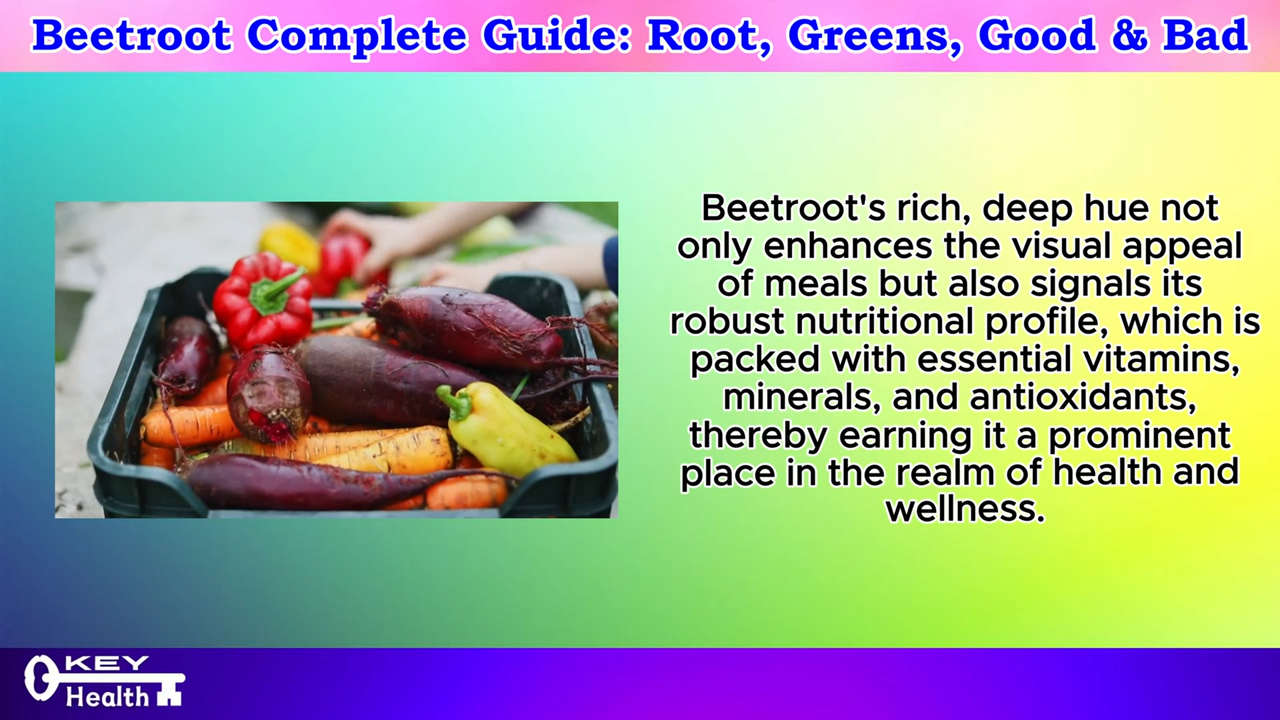 Beetroot Complete Guide: Root, Greens, Good & Bad
Beetroot's rich, deep hue not
only enhances the visual appeal
of meals but also signals its
robust nutritional profile, which is
packed with essential vitamins,
minerals, and antioxidants,
thereby earning it a prominent
place in the realm of health and
wellness.
KEY
Health